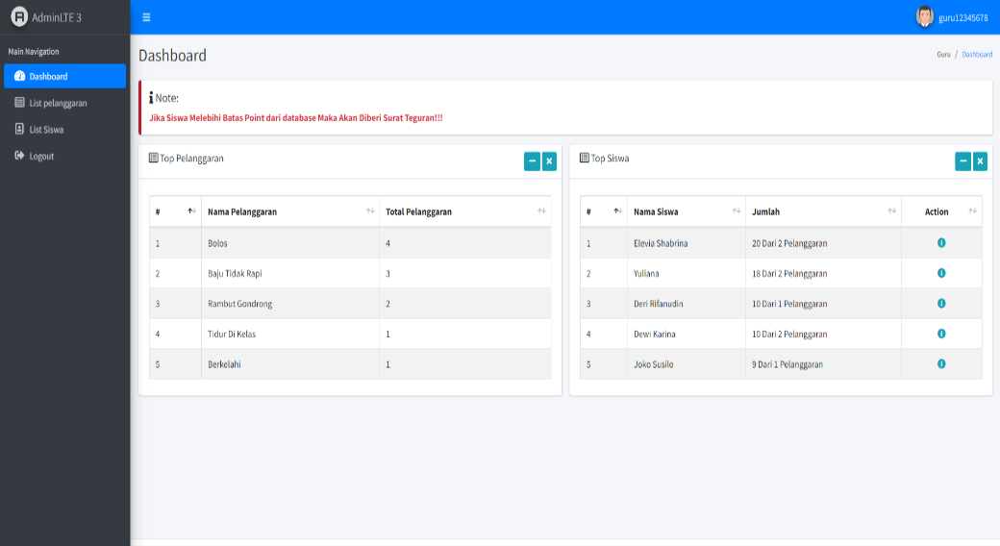 AdminLTE 3
guru12345678
Main Navigation
Dashboard
List pelanggaran
List Siswa
Logout
Dashboard
Guru / Dashboard
Note:
Jika Siswa Melebihi Batas Point dari database Maka Akan Diberi Surat Teguran!!!
Top Pelanggaran
# Nama Pelanggaran Total Pelanggaran
1 Bolos 4
2 Baju Tidak Rapi 3
3 Rambut Gondrong 2
4 Tidur Di Kelas 1
5 Berkelahi 1
Top Siswa
# Nama Siswa Jumlah Action
1 Elevia Shabrina 20 Dari 2 Pelanggaran
2 Yuliana 18 Dari 2 Pelanggaran
3 Deri Rifanudin 10 Dari 1 Pelanggaran
4 Dewi Karina 10 Dari 2 Pelanggaran
5 Joko Susilo 9 Dari 1 Pelanggaran